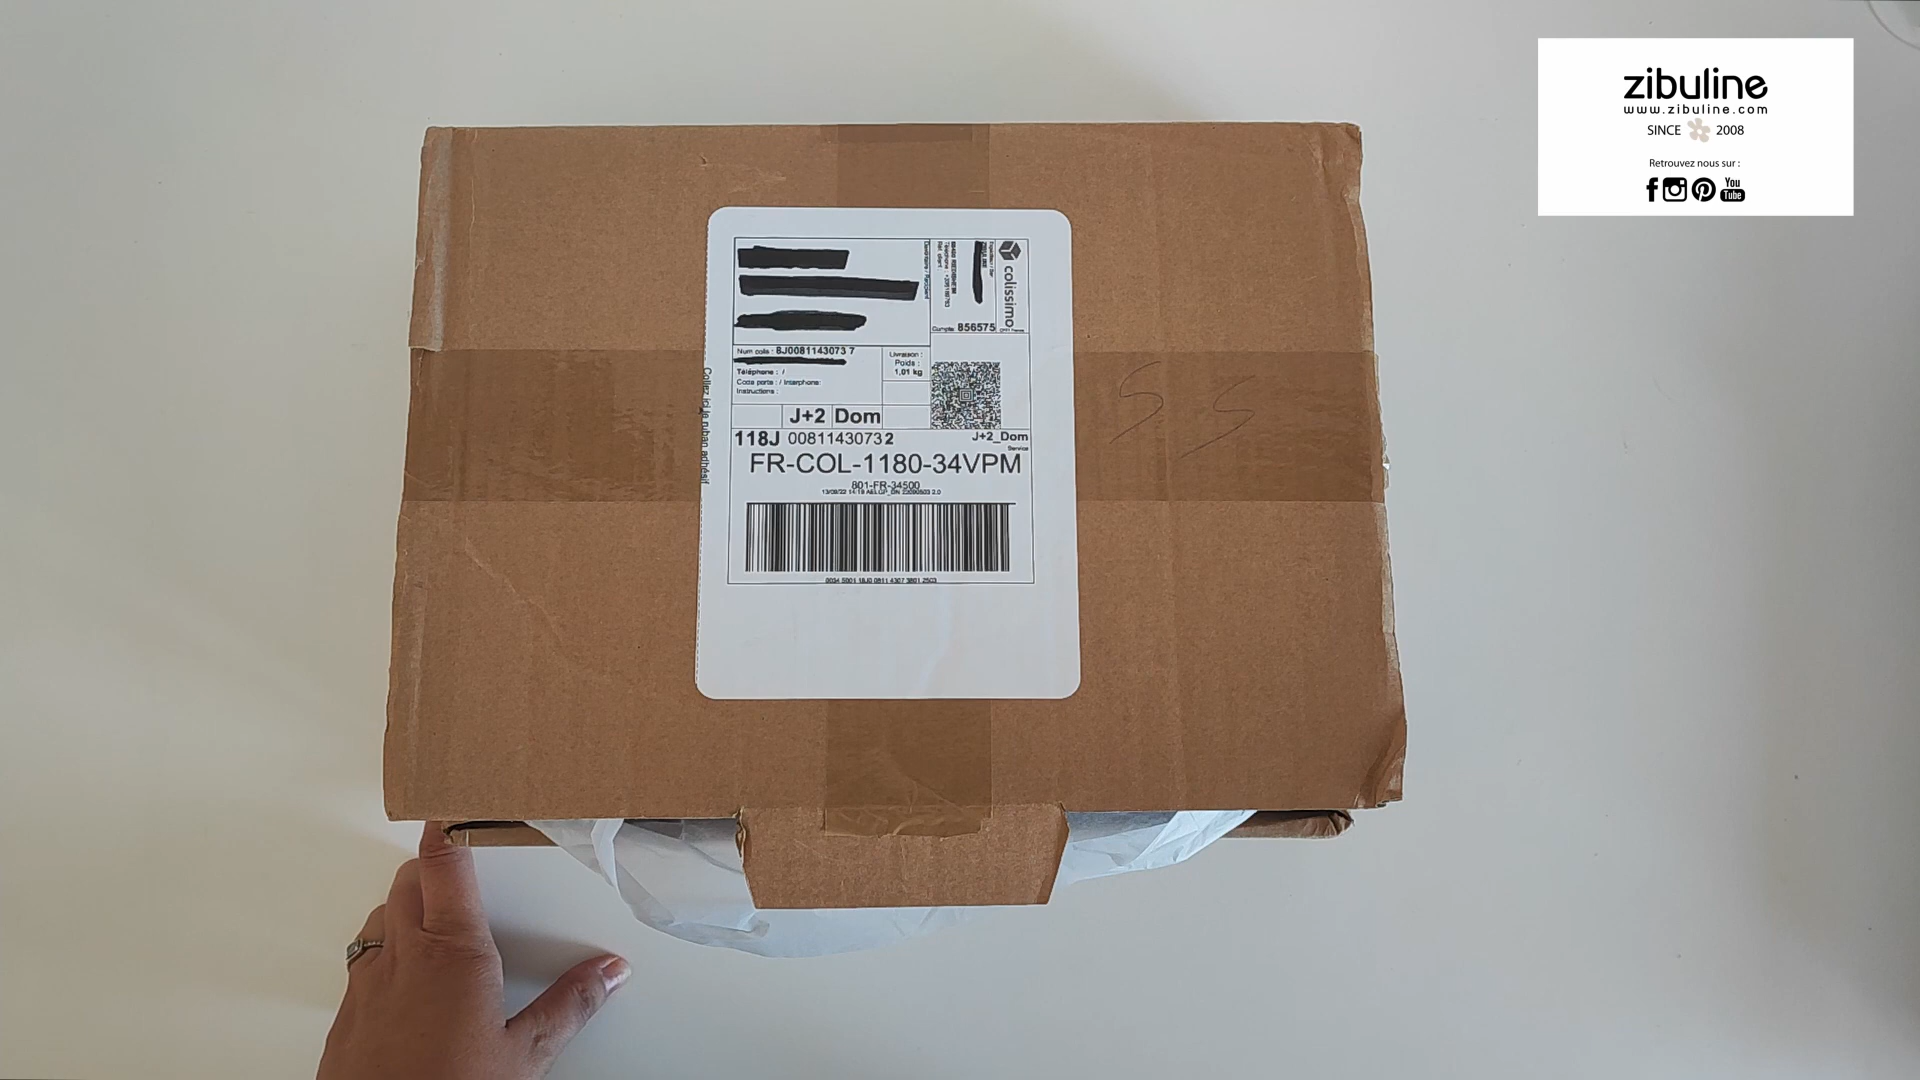 zibuline
www.zibuline.com
SINCE 2008
Retrouvez nous sur :
You
Tube
colissimo
Compte 856575
Num colis : 8J0081143073 7
Téléphone : /
Code porte : / Interphone:
Instructions :
Livraison :
Poids :
1,01 kg
J+2 Dom
118J 0081143073 2
J+2_Dom
Service
FR-COL-1180-34VPM
801-FR-34500
Collez ici le ruban adhésif
S S